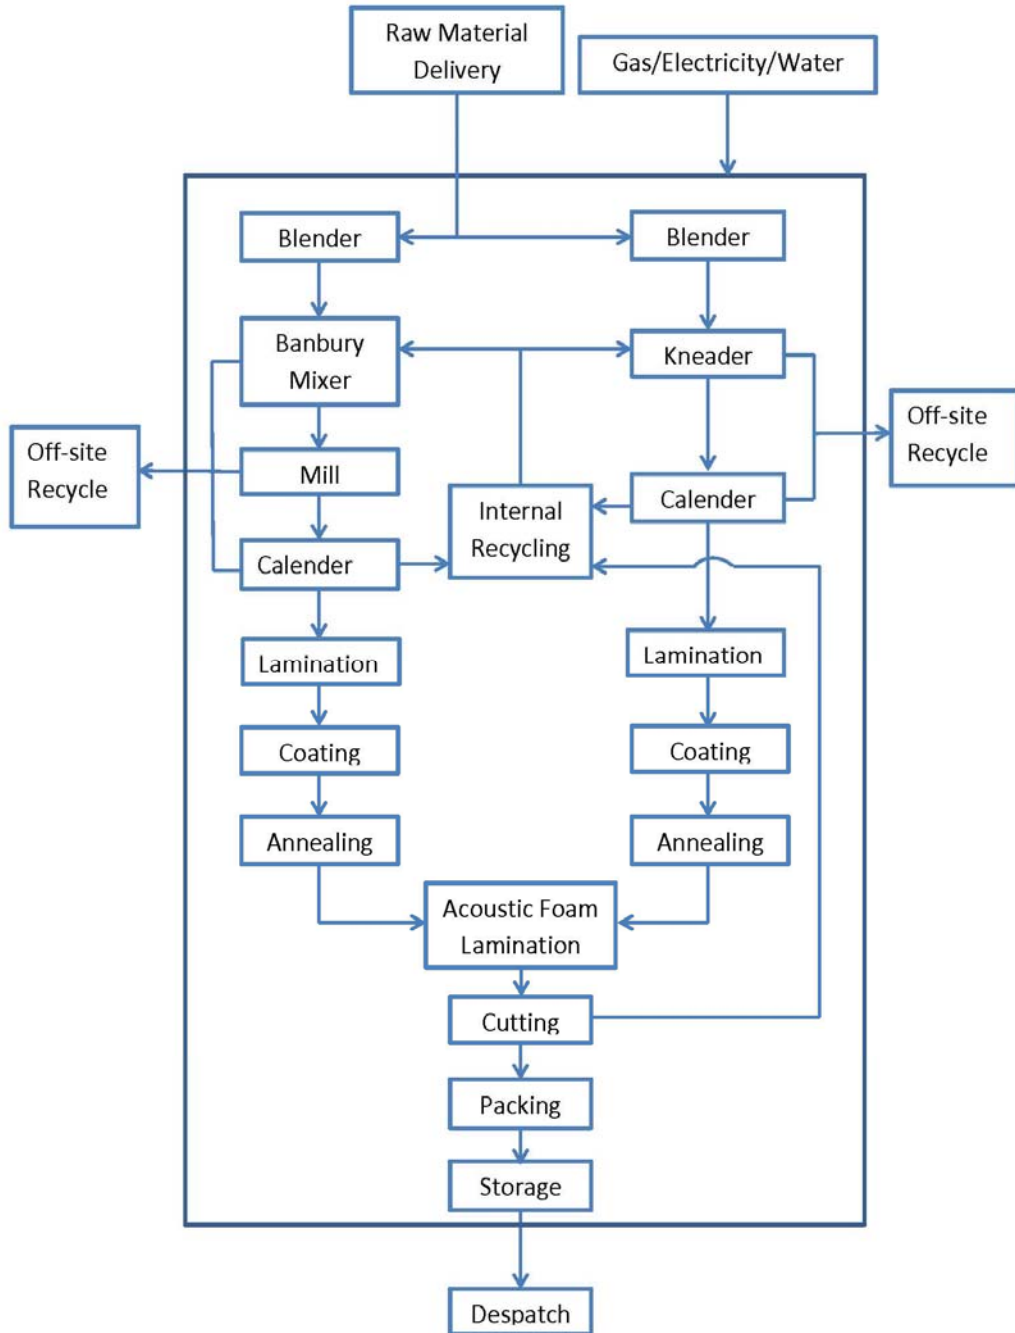 Raw Material
Delivery
Gas/Electricity/Water
Blender
Blender
Banbury
Mixer
Kneader
Off-site
Recycle
Off-site
Recycle
Mill
Internal
Recycling
Calender
Calender
Lamination
Lamination
Coating
Coating
Annealing
Annealing
Acoustic Foam
Lamination
Cutting
Packing
Storage
Despatch